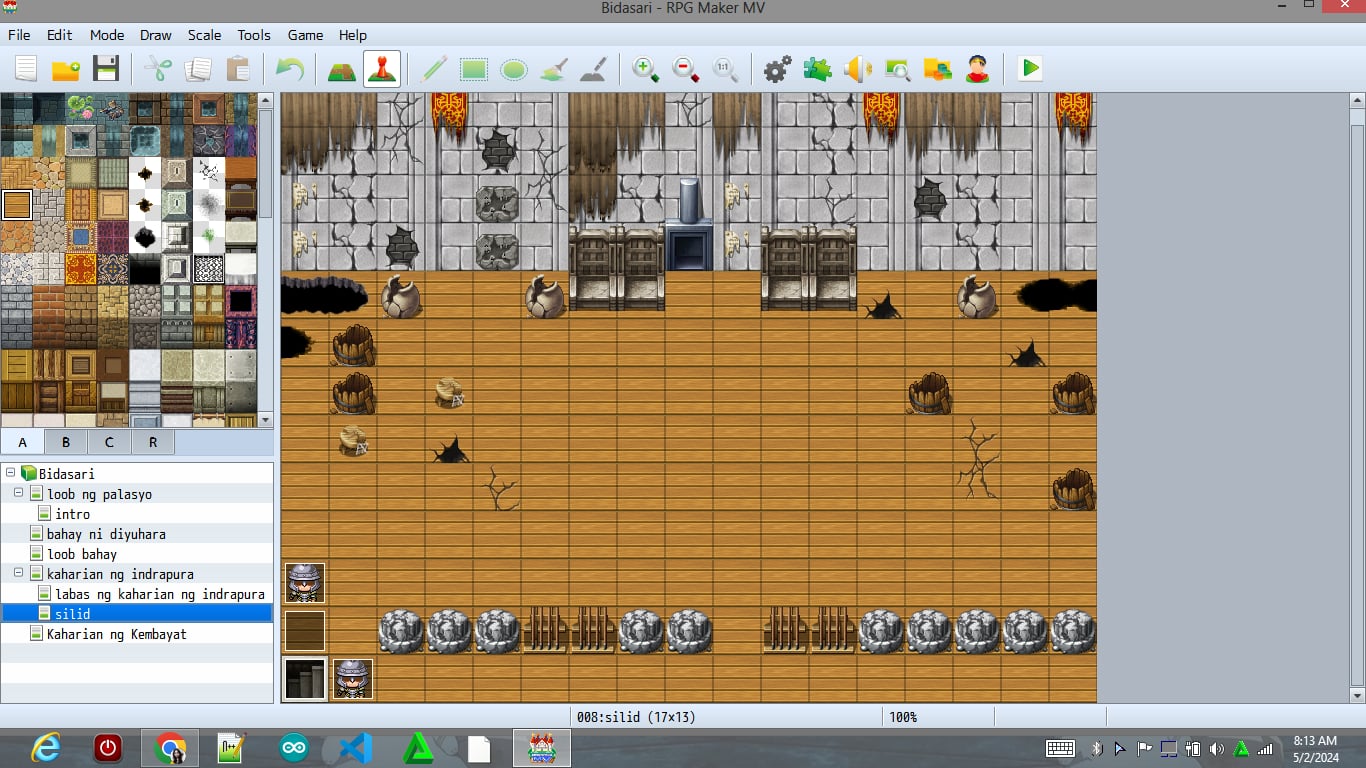 Bidasari - RPG Maker MV
File Edit Mode Draw Scale Tools Game Help
1:1
A B C R
Bidasari
loob ng palasyo
intro
bahay ni diyuhara
loob bahay
kaharian ng indrapura
labas ng kaharian ng indrapura
silid
Kaharian ng Kembayat
008:silid (17x13) 100%
8:13 AM
5/2/2024